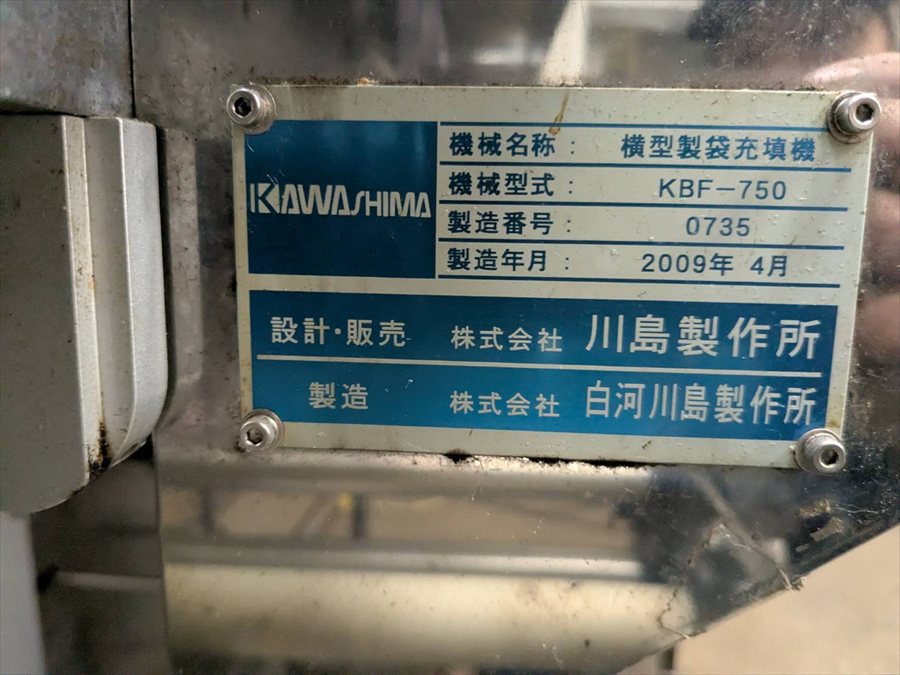 KAWASHIMA
機械名称 : 横型製袋充填機
機械型式 : KBF-750
製造番号 : 0735
製造年月 : 2009年 4月
設計・販売 株式会社 川島製作所
製造 株式会社 白河川島製作所